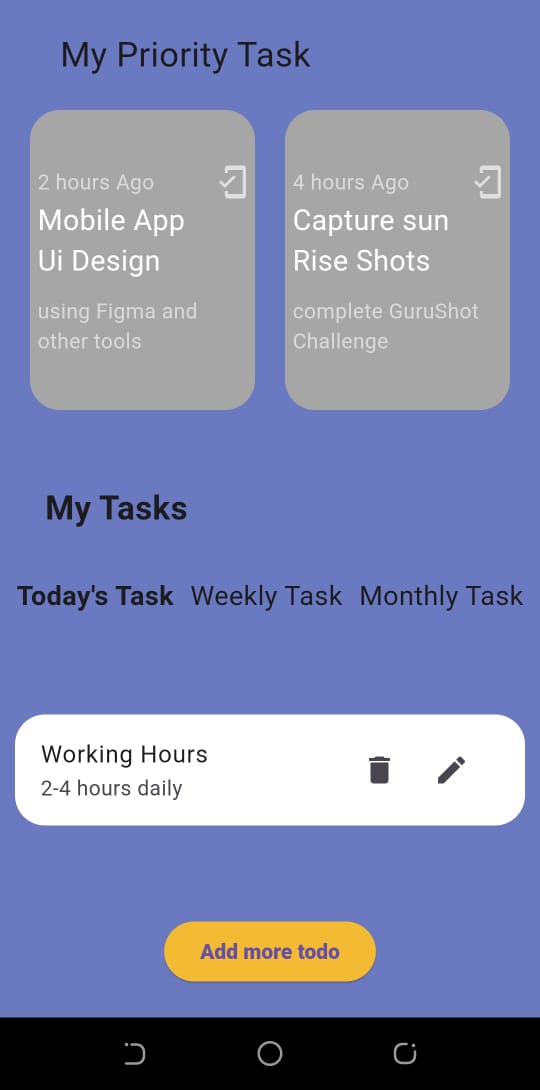 My Priority Task
2 hours Ago
Mobile App
Ui Design
using Figma and
other tools
4 hours Ago
Capture sun
Rise Shots
complete GuruShot
Challenge
My Tasks
Today's Task Weekly Task Monthly Task
Working Hours
2-4 hours daily
Add more todo